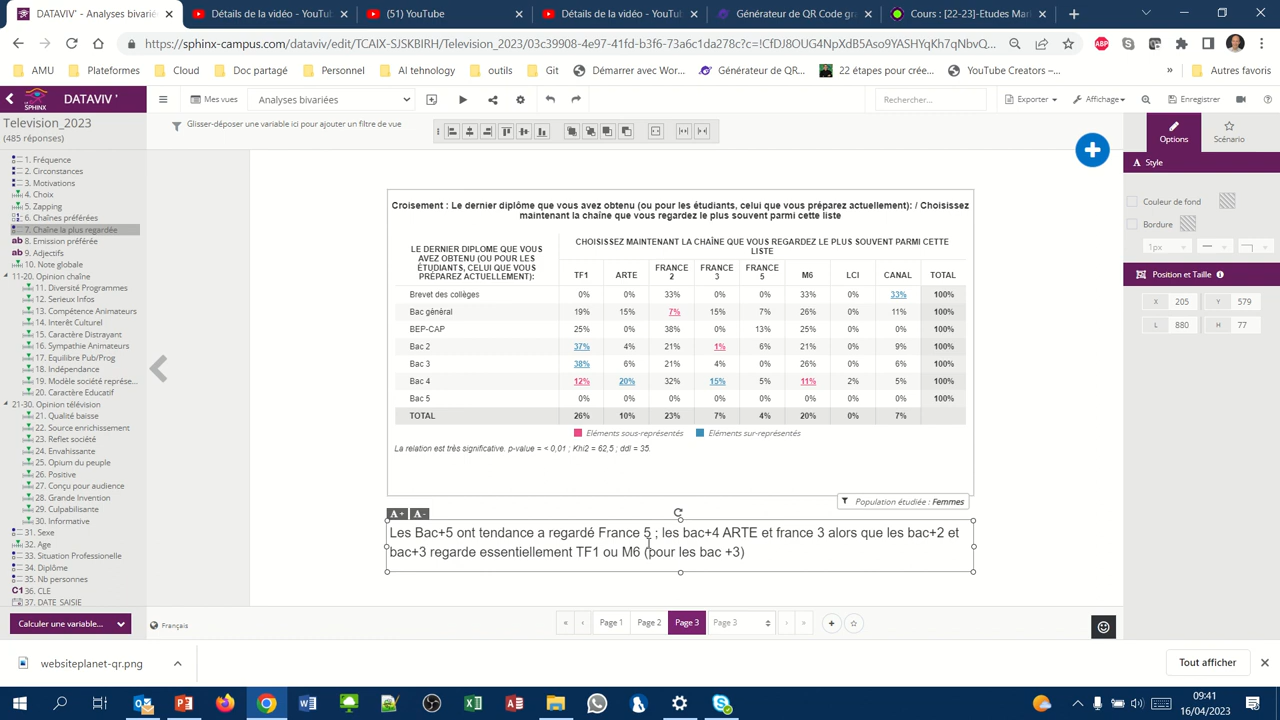 DATAVIV' - Analyses bivarié
Détails de la vidéo - YouTub
(51) YouTube
Détails de la vidéo - YouTub
Générateur de QR Code gra
Cours : [22-23]-Etudes Mar
https://sphinx-campus.com/dataviv/edit/TCAIX-SISKBINH/Television_2023/03c39908-4e97-41fd-b3f6-73a6c1da278c?c=!CfDJ8OUG4NpXdB5Aso9YASHYqKh7qNbvQ...
AMU
Plateformes
Cloud
Doc partagé
Personnel
AI tehnology
outils
Git
Démarrer avec Wor...
Générateur de QR...
22 étapes pour crée...
YouTube Creators –...
»
Autres favoris
LE SPHINX
DATAVIV '
Mes vues
Analyses bivariées
Rechercher...
Exporter
Affichage
Enregistrer
Television_2023
(485 réponses)
Glisser-déposer une variable ici pour ajouter un filtre de vue
Options
Scénario
1. Fréquence
2. Circonstances
3. Motivations
4. Choix
5. Zapping
6. Chaînes préférées
7. Chaîne la plus regardée
8. Emission préférée
9. Adjectifs
10. Note globale
11-20. Opinion chaîne
11. Diversité Programmes
12. Serieux Infos
13. Compétence Animateurs
14. Interêt Culturel
15. Caractère Distrayant
16. Sympathie Animateurs
17. Equilibre Pub/Prog
18. Indépendance
19. Modèle société représe...
20. Caractère Educatif
21-30. Opinion télévision
21. Qualité baisse
22. Source enrichissement
23. Reflet société
24. Envahissante
25. Opium du peuple
26. Positive
27. Conçu pour audience
28. Grande Invention
29. Culpabilisante
30. Informative
31. Sexe
32. Age
33. Situation Professionelle
34. Diplôme
35. Nb personnes
36. CLE
37. DATE_SAISIE
Calculer une variable...
Croisement : Le dernier diplôme que vous avez obtenu (ou pour les étudiants, celui que vous préparez actuellement): / Choisissez
maintenant la chaîne que vous regardez le plus souvent parmi cette liste
LE DERNIER DIPLOME QUE VOUS
AVEZ OBTENU (OU POUR LES
ÉTUDIANTS, CELUI QUE VOUS
PRÉPAREZ ACTUELLEMENT):
CHOISISSEZ MAINTENANT LA CHAÎNE QUE VOUS REGARDEZ LE PLUS SOUVENT PARMI CETTE
LISTE
TF1 ARTE FRANCE 2 FRANCE 3 FRANCE 5 M6 LCI CANAL TOTAL
Brevet des collèges 0% 0% 33% 0% 0% 33% 0% 33% 100%
Bac général 19% 15% 7% 15% 7% 26% 0% 11% 100%
BEP-CAP 25% 0% 38% 0% 13% 25% 0% 0% 100%
Bac 2 37% 4% 21% 1% 6% 21% 0% 9% 100%
Bac 3 38% 6% 21% 4% 0% 26% 0% 6% 100%
Bac 4 12% 20% 32% 15% 5% 11% 2% 5% 100%
Bac 5 0% 0% 0% 0% 0% 0% 0% 0% 100%
TOTAL 26% 10% 23% 7% 4% 20% 0% 7%
Eléments sous-représentés Eléments sur-représentés
La relation est très significative. p-value = < 0,01 ; Khi2 = 62,5 ; ddl = 35.
Population étudiée : Femmes
A+ A-
Les Bac+5 ont tendance a regardé France 5 ; les bac+4 ARTE et france 3 alors que les bac+2 et
bac+3 regarde essentiellement TF1 ou M6 (pour les bac +3)
Style
Couleur de fond
Bordure
1px
Position et Taille
X 205 Y 579
L 880 H 77
Français
« ‹ Page 1 Page 2 Page 3 Page 3 › »
websiteplanet-qr.png
Tout afficher
09:41
16/04/2023